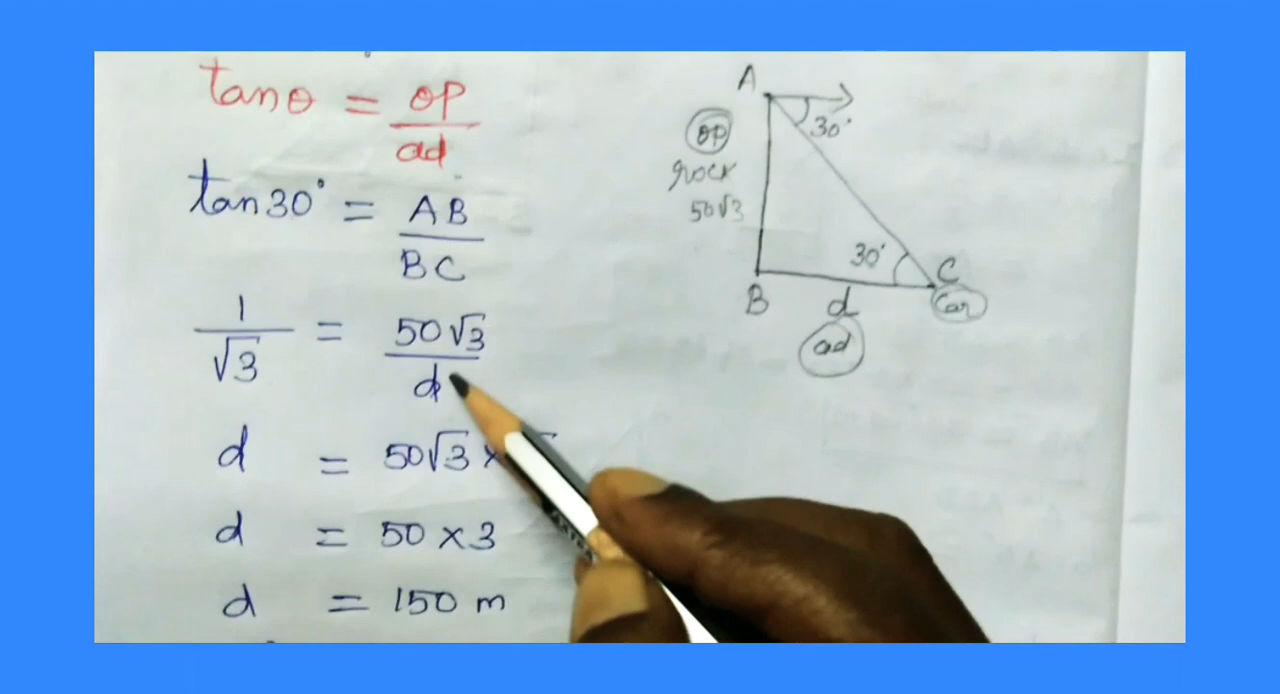 tanθ = op/ad
tan30° = AB/BC
1/√3 = 50√3/d
d = 50√3 ×
d = 50 × 3
d = 150 m
A
30°
op
rock
50√3
30°
C
B
d
Car
ad